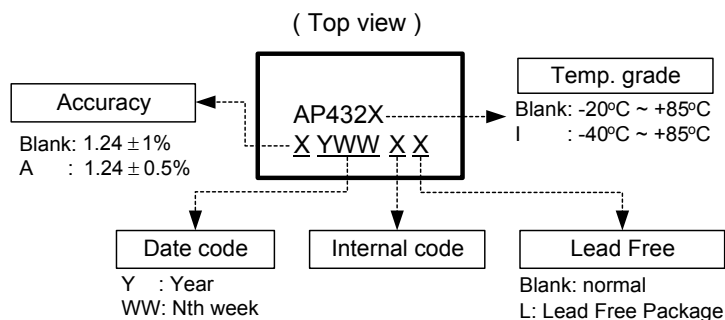 ( Top view )
Accuracy
Blank: 1.24 ± 1%
A : 1.24 ± 0.5%
AP432X
X YWW X X
Temp. grade
Blank: -20ºC ~ +85ºC
I : -40ºC ~ +85ºC
Date code
Y : Year
WW: Nth week
Internal code
Lead Free
Blank: normal
L: Lead Free Package